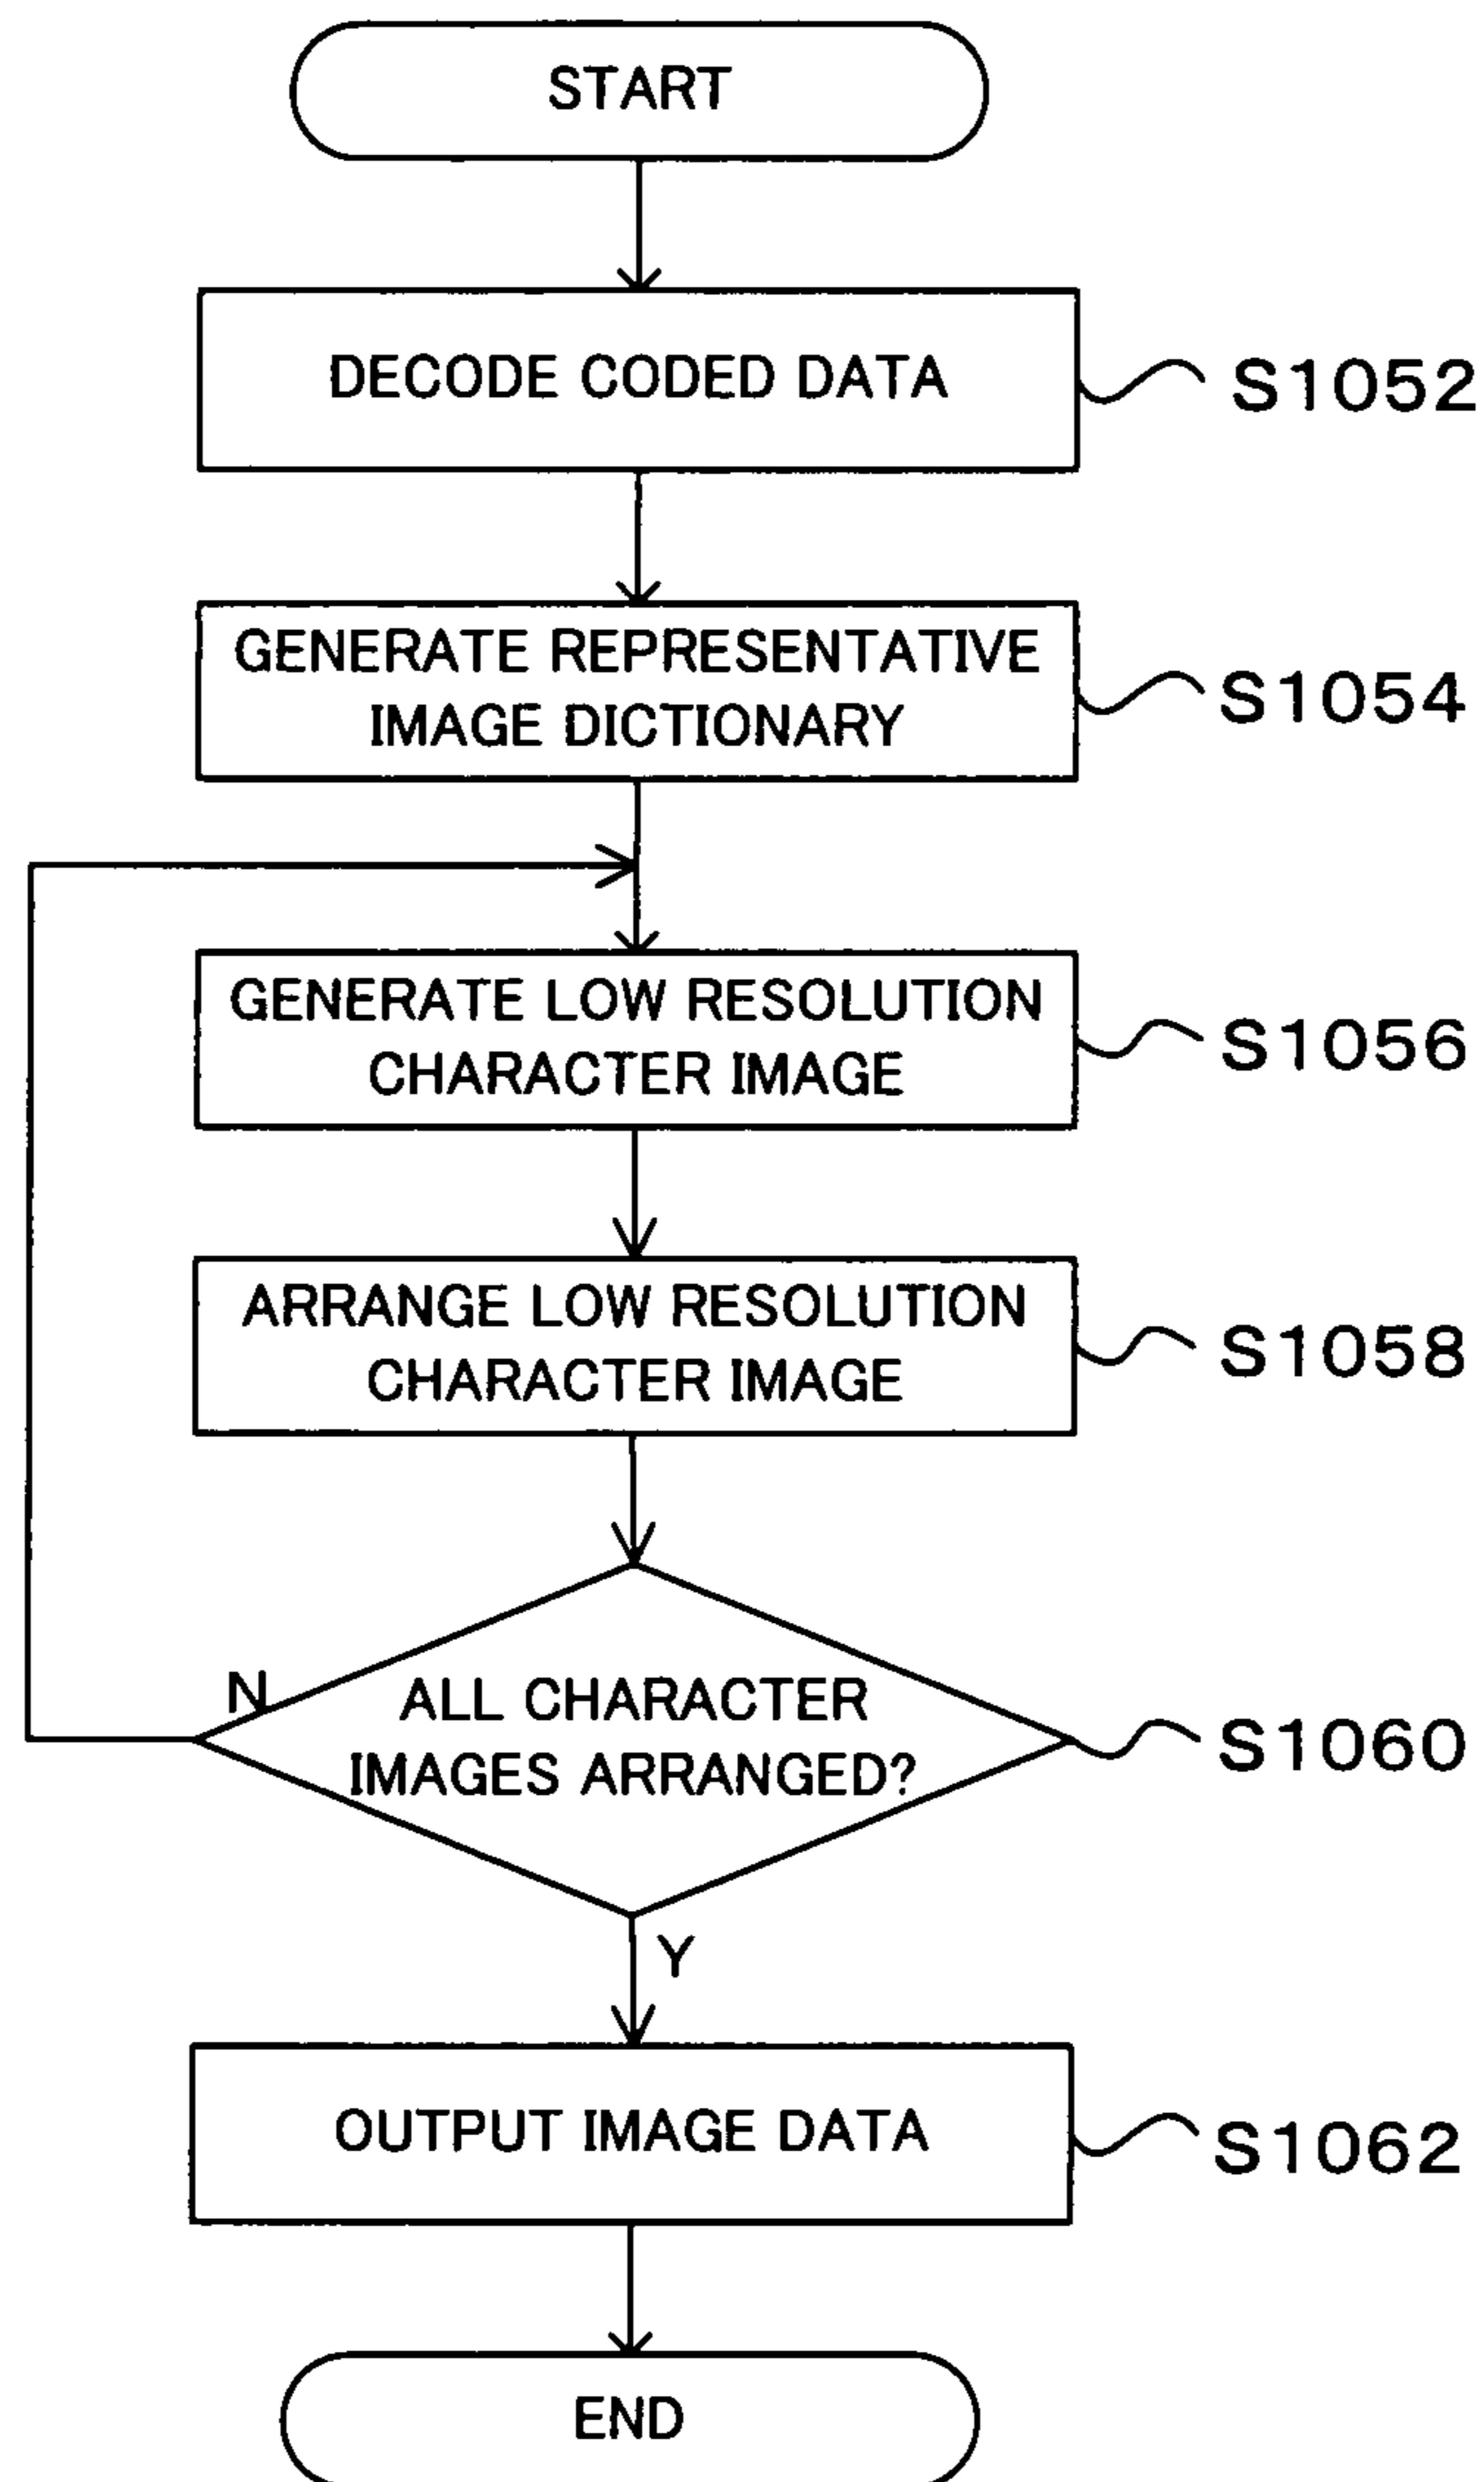 START
DECODE CODED DATA
S1052
GENERATE REPRESENTATIVE
IMAGE DICTIONARY
S1054
GENERATE LOW RESOLUTION
CHARACTER IMAGE
S1056
ARRANGE LOW RESOLUTION
CHARACTER IMAGE
S1058
N
ALL CHARACTER
IMAGES ARRANGED?
S1060
Y
OUTPUT IMAGE DATA
S1062
END